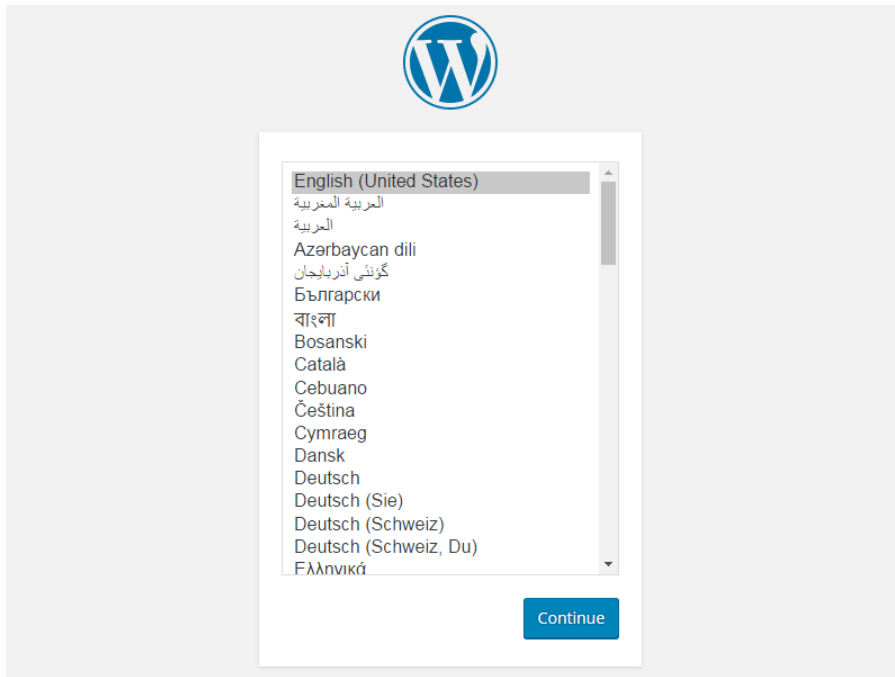 English (United States)
العربية المغربية
العربية
Azərbaycan dili
گؤنئی آذربایجان
Български
বাংলা
Bosanski
Català
Cebuano
Čeština
Cymraeg
Dansk
Deutsch
Deutsch (Sie)
Deutsch (Schweiz)
Deutsch (Schweiz, Du)
Ελληνικά
Continue